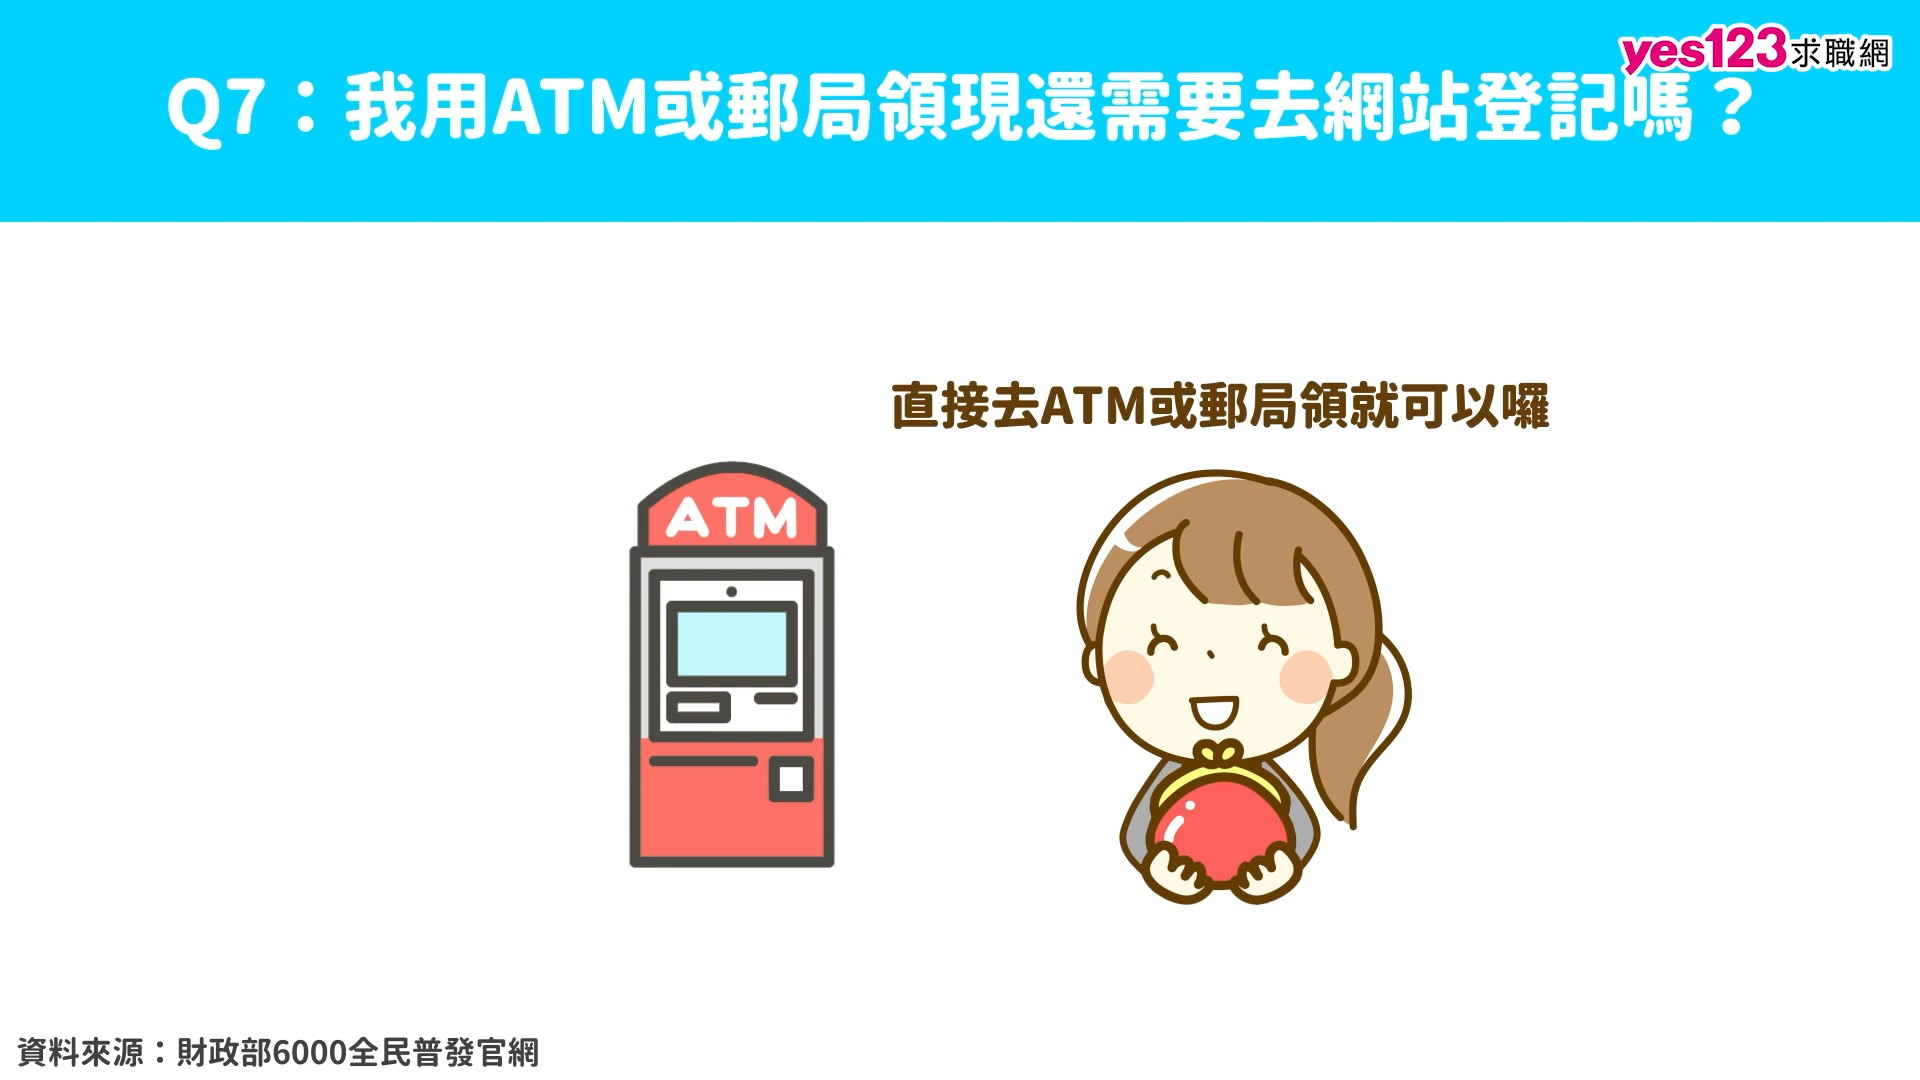 yes123求職網
Q7：我用ATM或郵局領現還需要去網站登記嗎？
直接去ATM或郵局領就可以囉
ATM
資料來源：財政部6000全民普發官網